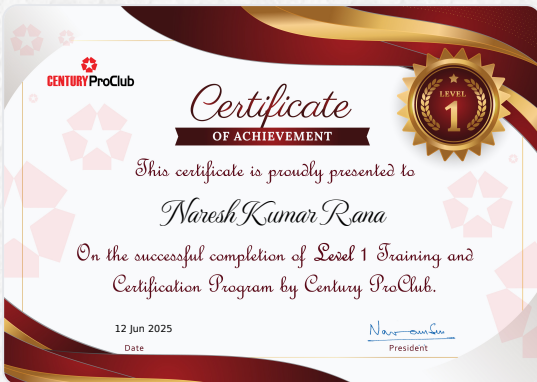 CENTURY ProClub
Certificate
OF ACHIEVEMENT
LEVEL
1
This certificate is proudly presented to
Naresh Kumar Rana
On the successful completion of Level 1 Training and
Certification Program by Century ProClub.
12 Jun 2025
Date
President